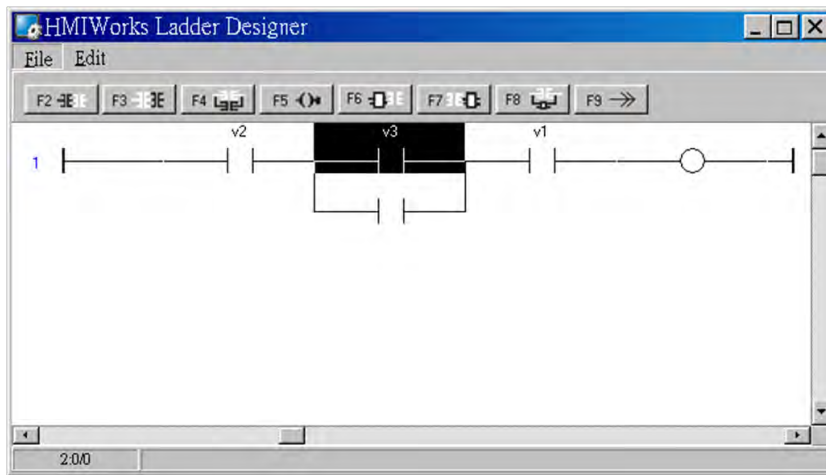 HMIWorks Ladder Designer
File Edit
F2 F3 F4 F5 F6 F7 F8 F9
v2 v3 v1
1
2:0/0